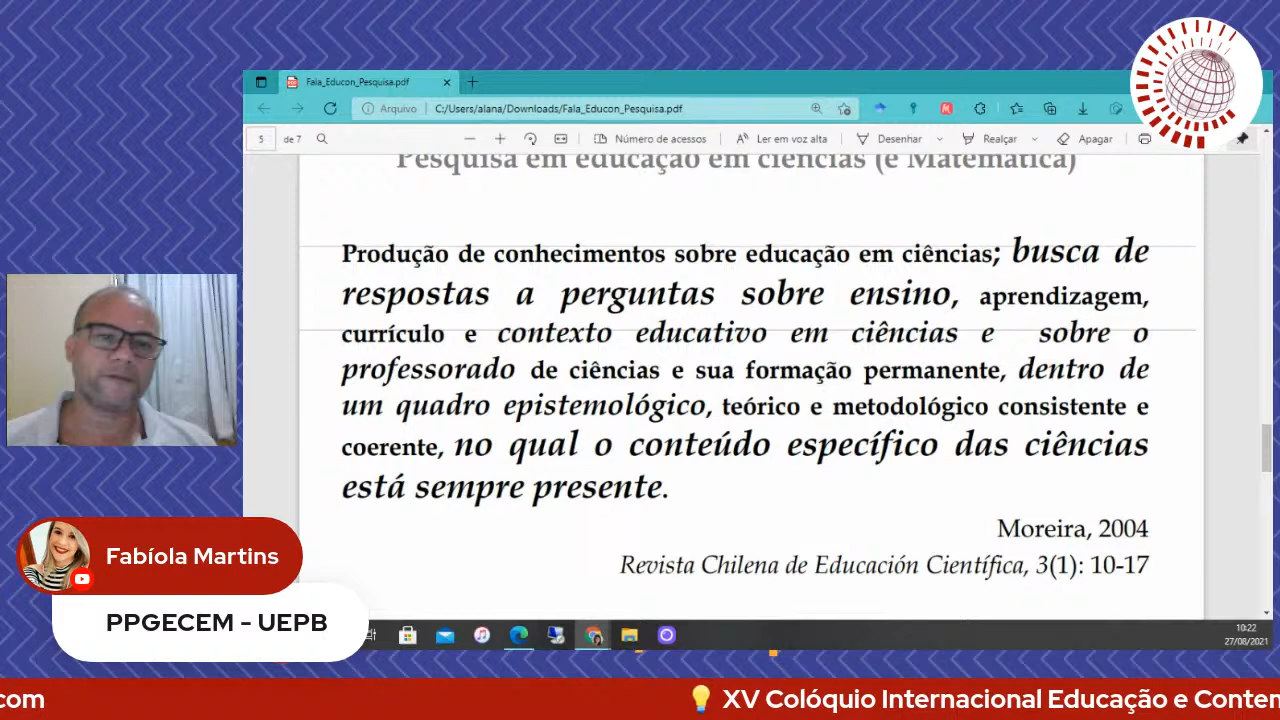 Fala_Educon_Pesquisa.pdf
Arquivo
C:/Users/alana/Downloads/Fala_Educon_Pesquisa.pdf
5 de 7
Número de acessos
Ler em voz alta
Desenhar
Realçar
Apagar
Pesquisa em educação em ciências (e Matemática)
Produção de conhecimentos sobre educação em ciências; busca de
respostas a perguntas sobre ensino, aprendizagem,
currículo e contexto educativo em ciências e sobre o
professorado de ciências e sua formação permanente, dentro de
um quadro epistemológico, teórico e metodológico consistente e
coerente, no qual o conteúdo específico das ciências
está sempre presente.
Moreira, 2004
Revista Chilena de Educación Científica, 3(1): 10-17
Fabíola Martins
PPGECEM - UEPB
10:22
27/08/2021
com
XV Colóquio Internacional Educação e Conten